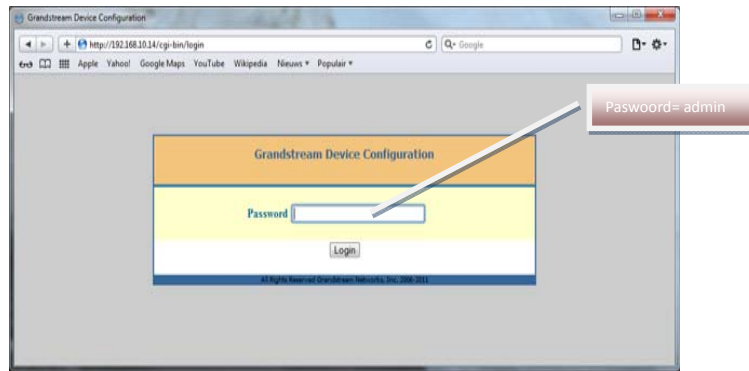 Grandstream Device Configuration
http://192.168.10.14/cgi-bin/login
Google
Apple Yahoo! Google Maps YouTube Wikipedia Nieuws Populair
Paswoord= admin
Grandstream Device Configuration
Password
Login
All Rights Reserved Grandstream Networks, Inc. 2006-2011